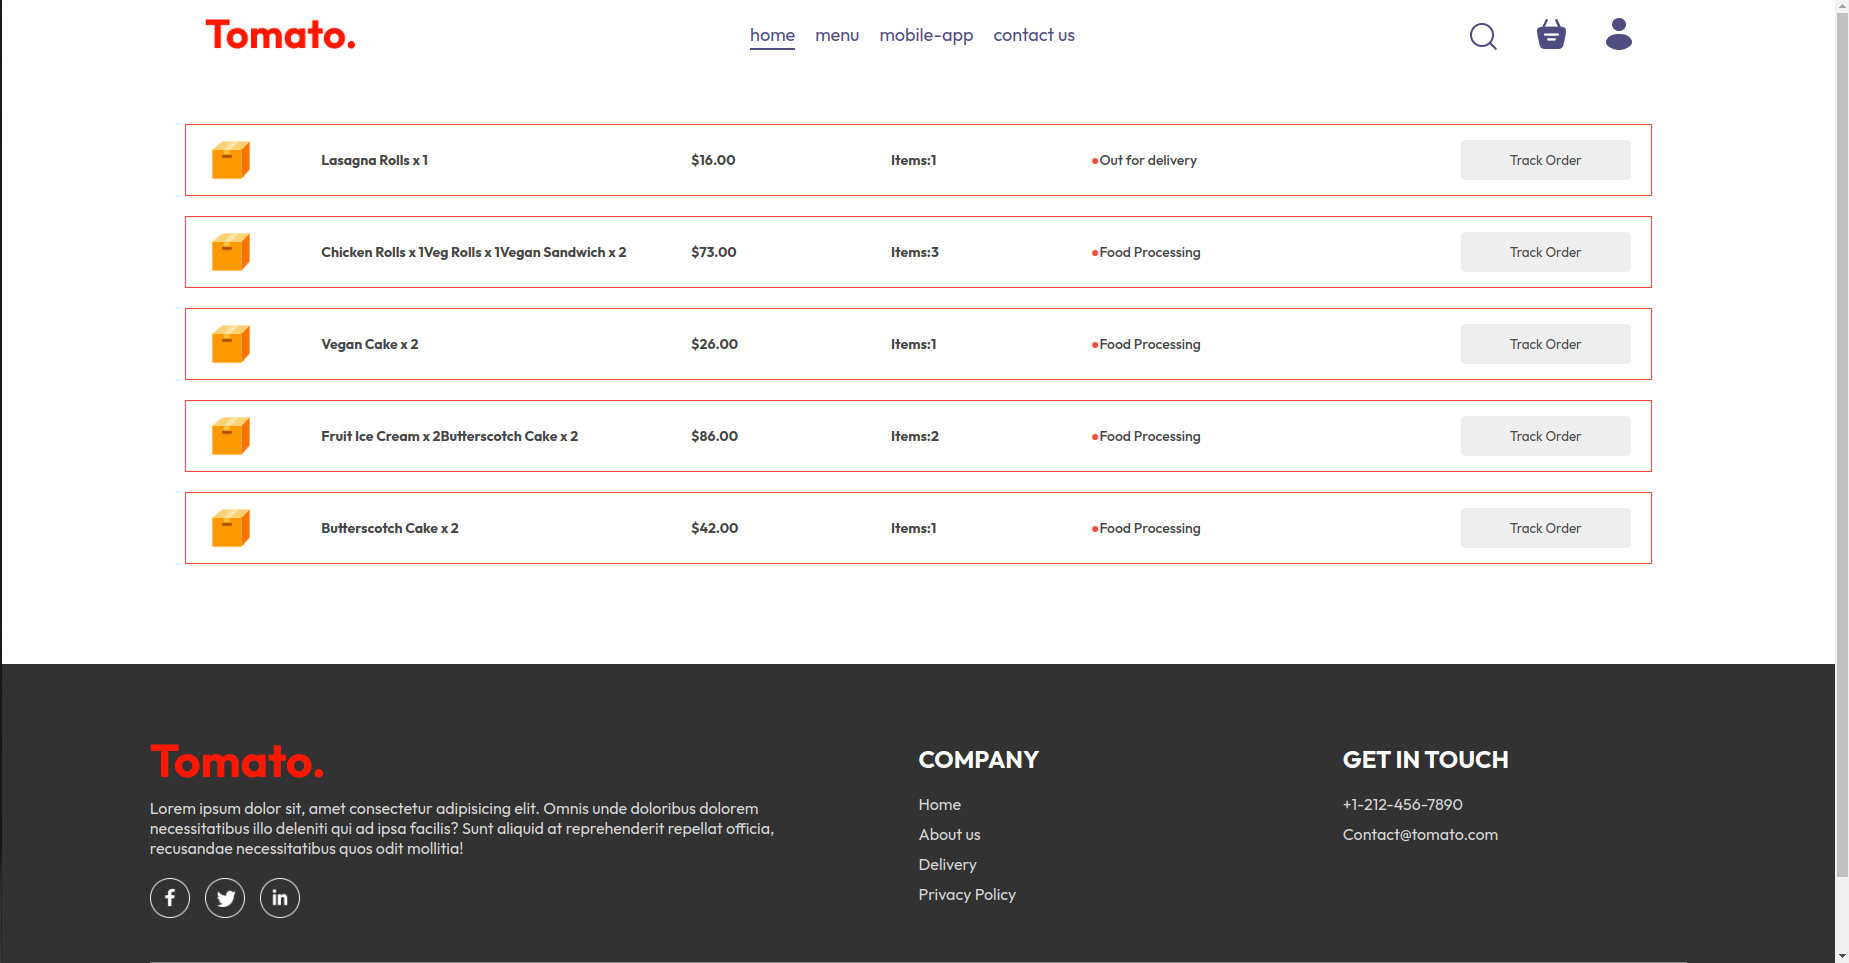 Tomato.
home menu mobile-app contact us
Lasagna Rolls x 1 $16.00 Items:1 ●Out for delivery Track Order
Chicken Rolls x 1Veg Rolls x 1Vegan Sandwich x 2 $73.00 Items:3 ●Food Processing Track Order
Vegan Cake x 2 $26.00 Items:1 ●Food Processing Track Order
Fruit Ice Cream x 2Butterscotch Cake x 2 $86.00 Items:2 ●Food Processing Track Order
Butterscotch Cake x 2 $42.00 Items:1 ●Food Processing Track Order
Tomato.
Lorem ipsum dolor sit, amet consectetur adipisicing elit. Omnis unde doloribus dolorem
necessitatibus illo deleniti qui ad ipsa facilis? Sunt aliquid at reprehenderit repellat officia,
recusandae necessitatibus quos odit mollitia!
f in
COMPANY
Home
About us
Delivery
Privacy Policy
GET IN TOUCH
+1-212-456-7890
Contact@tomato.com